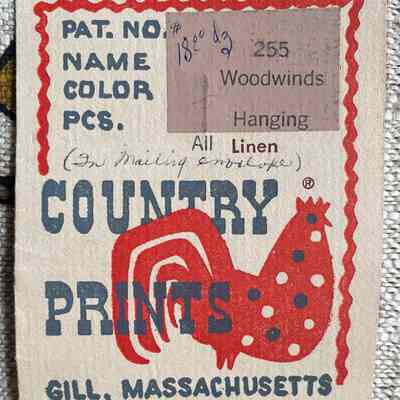 PAT. NO.
NAME
COLOR
PCS.
255
Woodwinds
Hanging
All Linen
(In Mailing envelope)
COUNTRY ®
PRINTS
GILL, MASSACHUSETTS